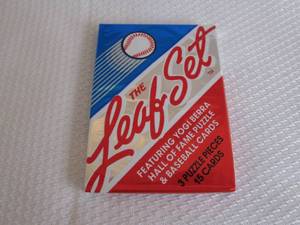 THE
Leaf Set
FEATURING YOGI BERRA
HALL OF FAME PUZZLE
& BASEBALL CARDS
3 PUZZLE PIECES
15 CARDS